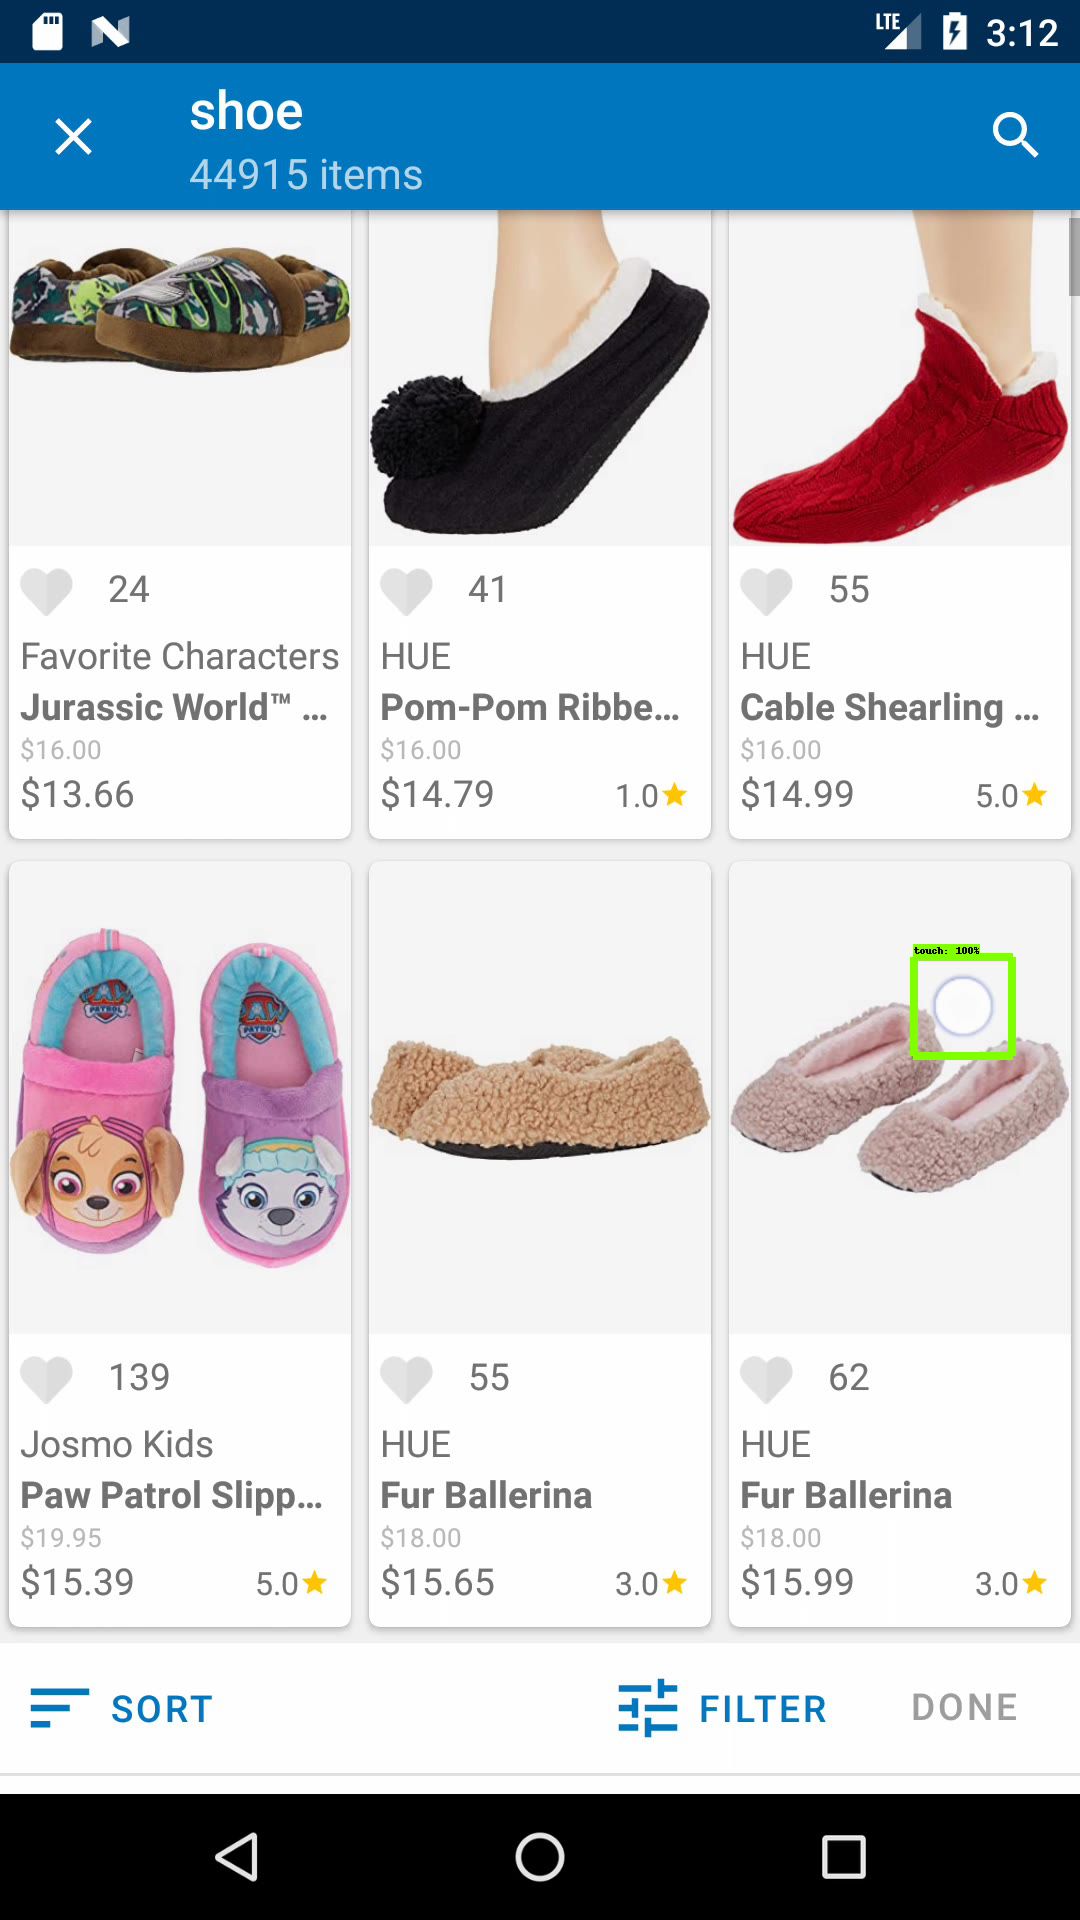 LTE 3:12
shoe
44915 items
24
41
55
Favorite Characters
HUE
HUE
Jurassic World™ ...
Pom-Pom Ribbe...
Cable Shearling ...
$16.00
$16.00
$16.00
$13.66
$14.79 1.0
$14.99 5.0
touch: 100%
PAW
PATROL
PAW
PATROL
139
55
62
Josmo Kids
HUE
HUE
Paw Patrol Slipp...
Fur Ballerina
Fur Ballerina
$19.95
$18.00
$18.00
$15.39 5.0
$15.65 3.0
$15.99 3.0
SORT
FILTER
DONE